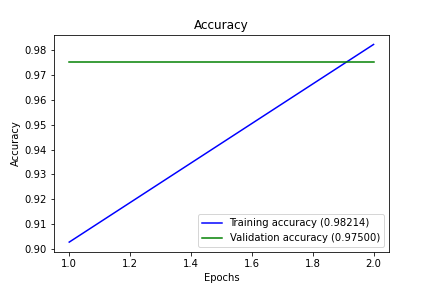 Accuracy
0.98
0.97
0.96
0.95
0.94
0.93
0.92
0.91
0.90
Accuracy
Training accuracy (0.98214)
Validation accuracy (0.97500)
1.0 1.2 1.4 1.6 1.8 2.0
Epochs